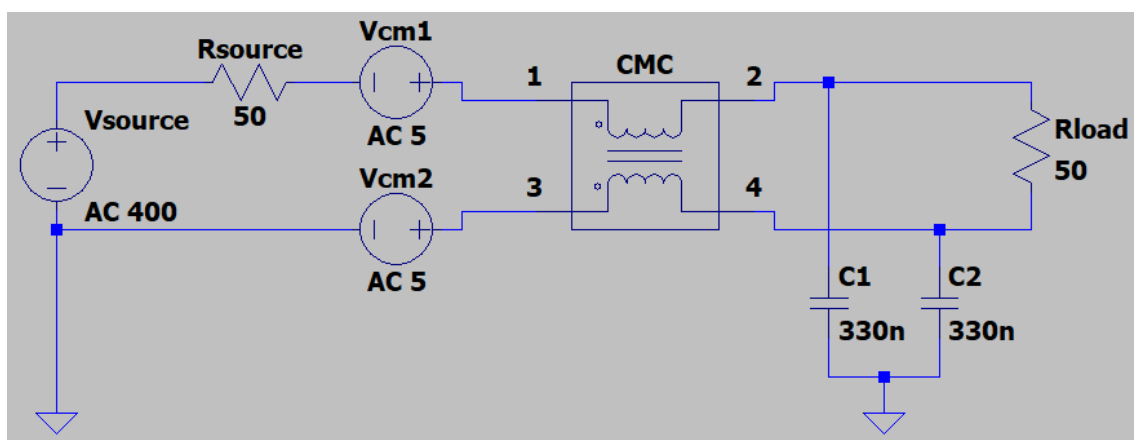 Vcm1
Rsource
1
CMC
2
50
AC 5
Vsource
Rload
50
Vcm2
3
4
AC 400
AC 5
C1
C2
330n
330n